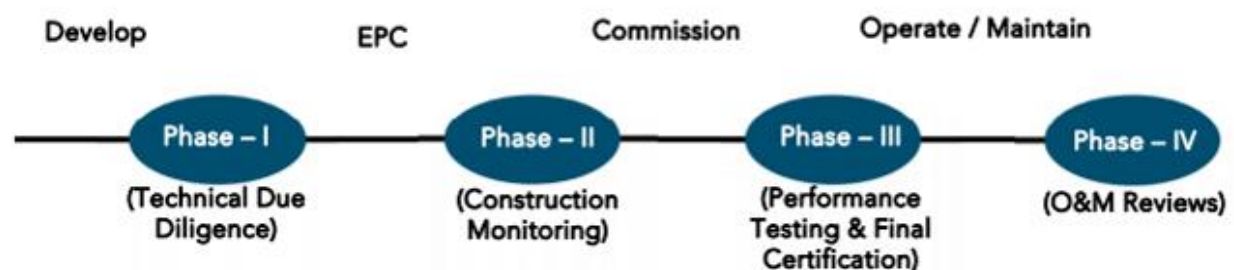 Develop
EPC
Commission
Operate / Maintain
Phase – I
Phase – II
Phase – III
Phase – IV
(Technical Due
Diligence)
(Construction
Monitoring)
(Performance
Testing & Final
Certification)
(O&M Reviews)